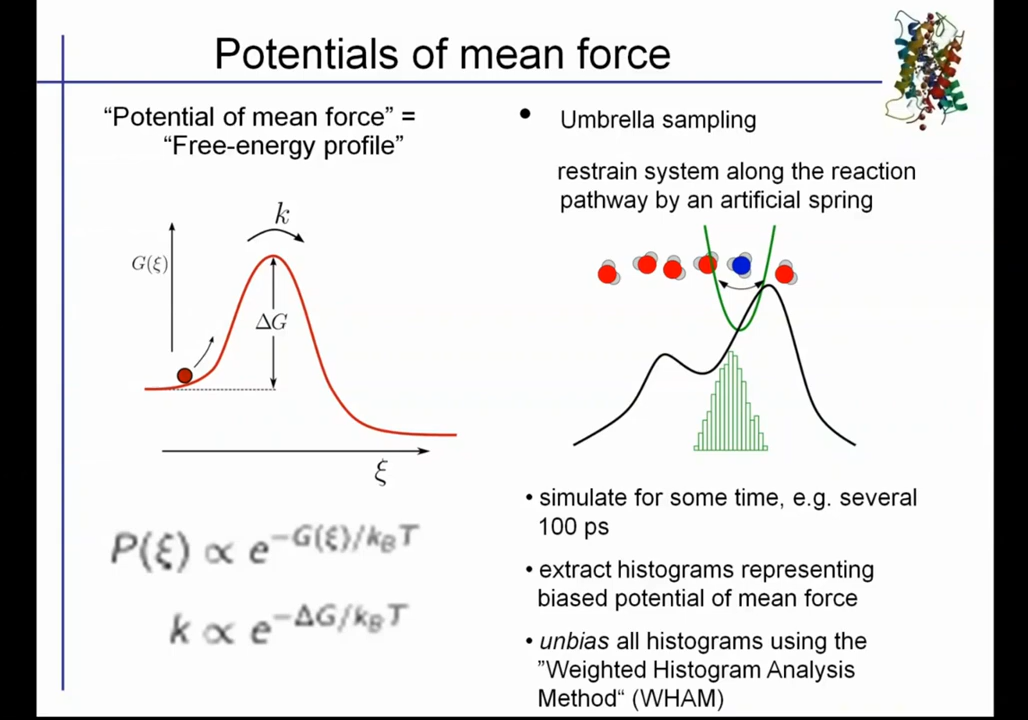 Potentials of mean force
“Potential of mean force” =
“Free-energy profile”
k
G(ξ)
ΔG
ξ
P(ξ) ∝ e^{-G(ξ)/k_BT}
k ∝ e^{-ΔG/k_BT}
• Umbrella sampling
restrain system along the reaction
pathway by an artificial spring
• simulate for some time, e.g. several
100 ps
• extract histograms representing
biased potential of mean force
• unbias all histograms using the
”Weighted Histogram Analysis
Method“ (WHAM)